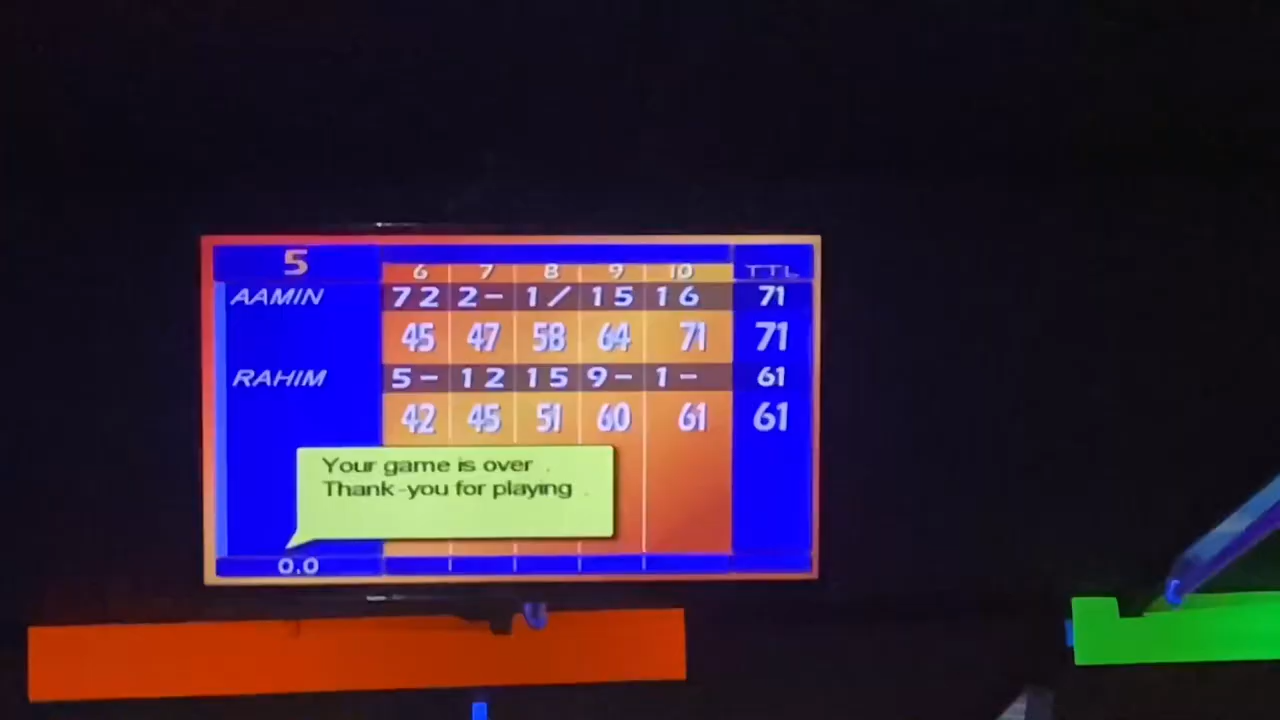 5 6 7 8 9 10 TTL
AAMIN 7 2 2 - 1 / 1 5 1 6 71
45 47 58 64 71 71
RAHIM 5 - 1 2 1 5 9 - 1 - 61
42 45 51 60 61 61
Your game is over .
Thank-you for playing .
0.0